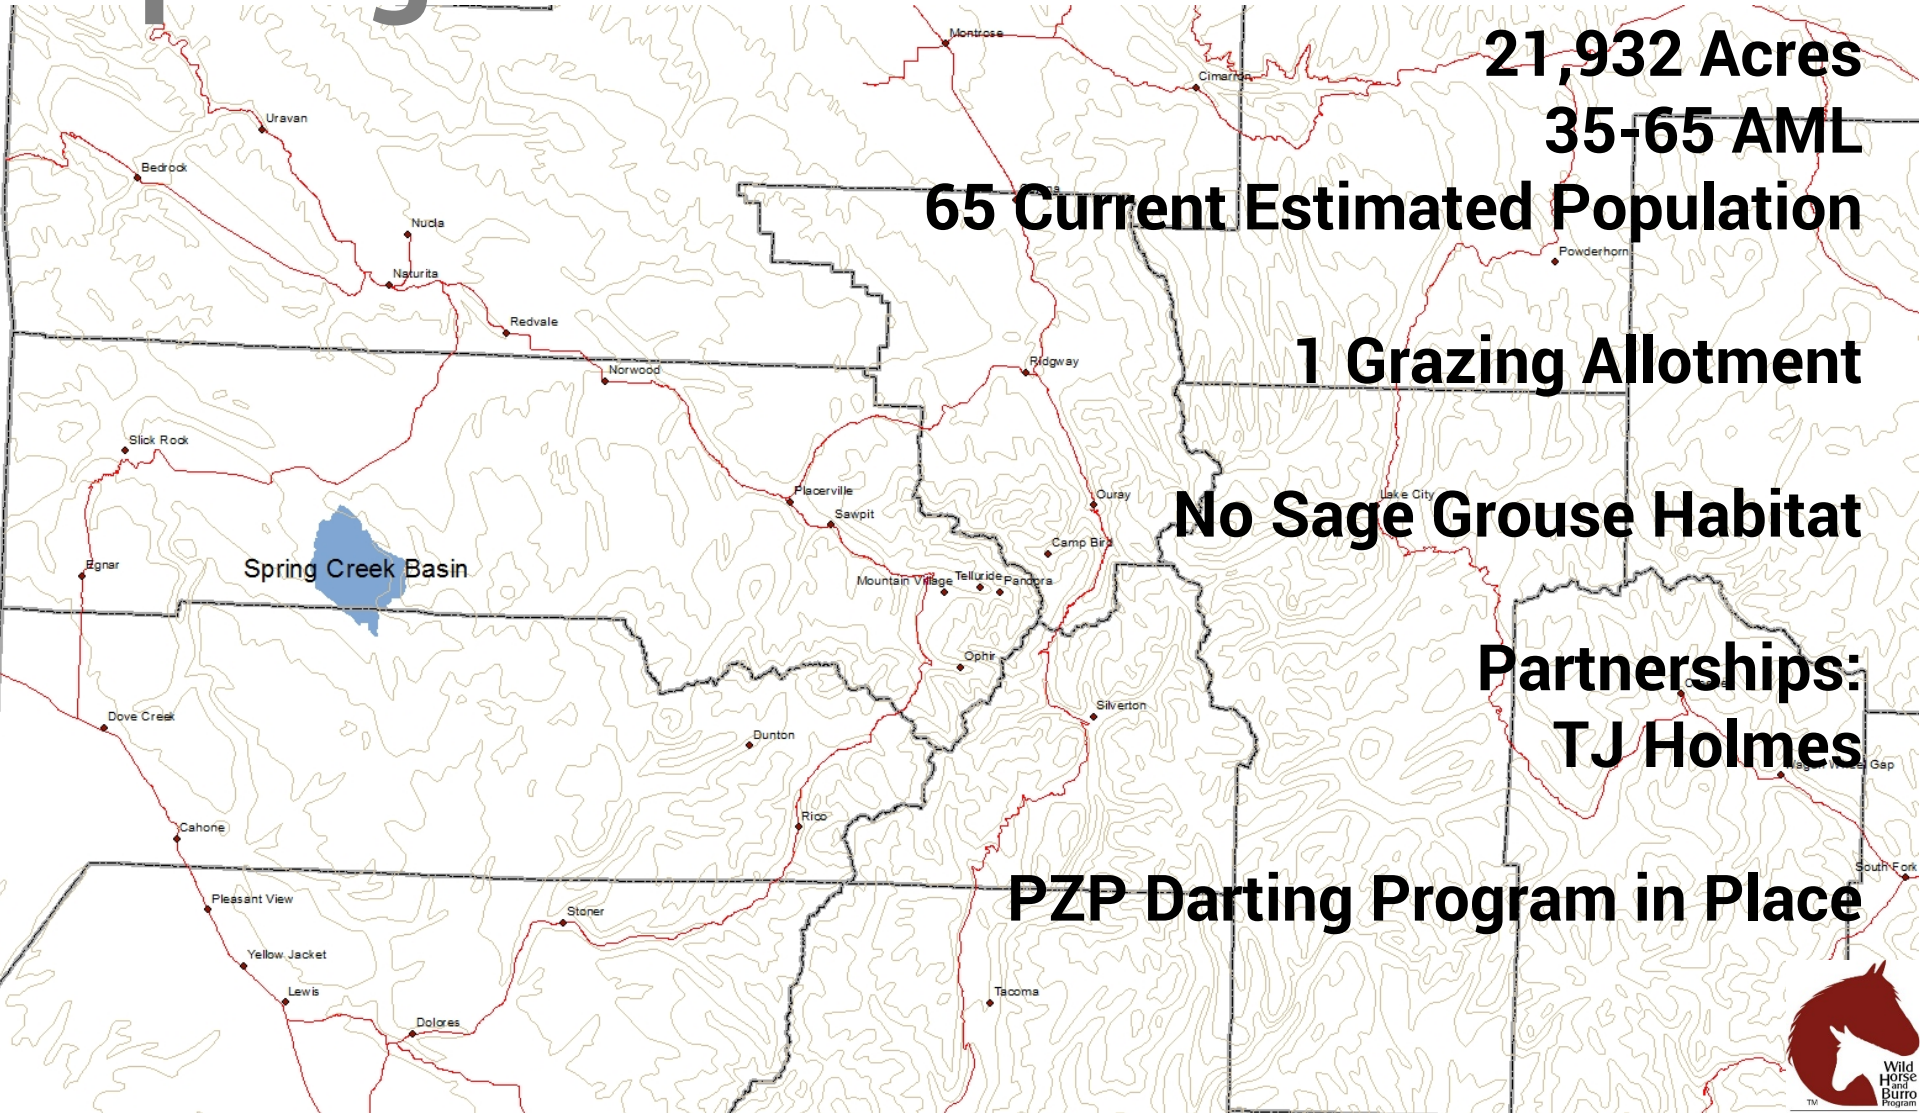 Montrose
21,932 Acres
Cimarron
Uravan
35-65 AML
Bedrock
65 Current Estimated Population
Nucla
Powderhorn
Naturita
Redvale
1 Grazing Allotment
Ridgway
Norwood
Slick Rock
Placerville
Ouray
Lake City
No Sage Grouse Habitat
Sawpit
Camp Bird
Egnar
Spring Creek Basin
Mountain Village
Telluride
Pandora
Ophir
Partnerships:
TJ Holmes
Silverton
Dove Creek
Dunton
Wagon Wheel Gap
Rico
Cahone
South Fork
PZP Darting Program in Place
Pleasant View
Stoner
Yellow Jacket
Lewis
Tacoma
Dolores
Wild
Horse
and
Burro
Program
TM